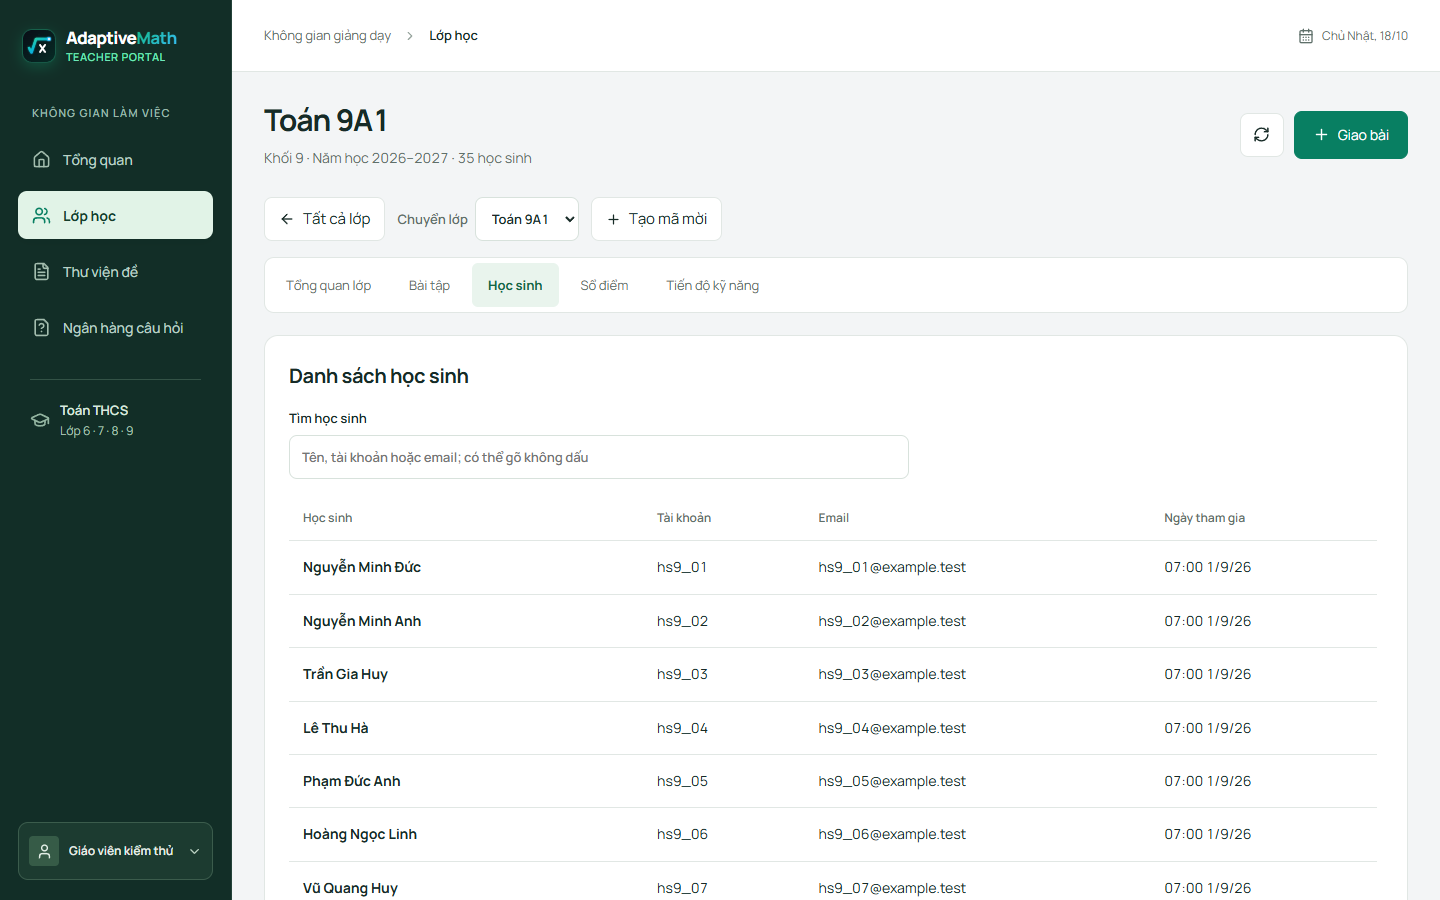 AdaptiveMath
TEACHER PORTAL
KHÔNG GIAN LÀM VIỆC
Tổng quan
Lớp học
Thư viện đề
Ngân hàng câu hỏi
Toán THCS
Lớp 6 · 7 · 8 · 9
Giáo viên kiểm thử
Không gian giảng dạy > Lớp học
Chủ Nhật, 18/10
Toán 9A1
Khối 9 · Năm học 2026–2027 · 35 học sinh
+ Giao bài
← Tất cả lớp Chuyển lớp Toán 9A1 + Tạo mã mời
Tổng quan lớp Bài tập Học sinh Sổ điểm Tiến độ kỹ năng
Danh sách học sinh
Tìm học sinh
Tên, tài khoản hoặc email; có thể gõ không dấu
Học sinh Tài khoản Email Ngày tham gia
Nguyễn Minh Đức hs9_01 hs9_01@example.test 07:00 1/9/26
Nguyễn Minh Anh hs9_02 hs9_02@example.test 07:00 1/9/26
Trần Gia Huy hs9_03 hs9_03@example.test 07:00 1/9/26
Lê Thu Hà hs9_04 hs9_04@example.test 07:00 1/9/26
Phạm Đức Anh hs9_05 hs9_05@example.test 07:00 1/9/26
Hoàng Ngọc Linh hs9_06 hs9_06@example.test 07:00 1/9/26
Vũ Quang Huy hs9_07 hs9_07@example.test 07:00 1/9/26